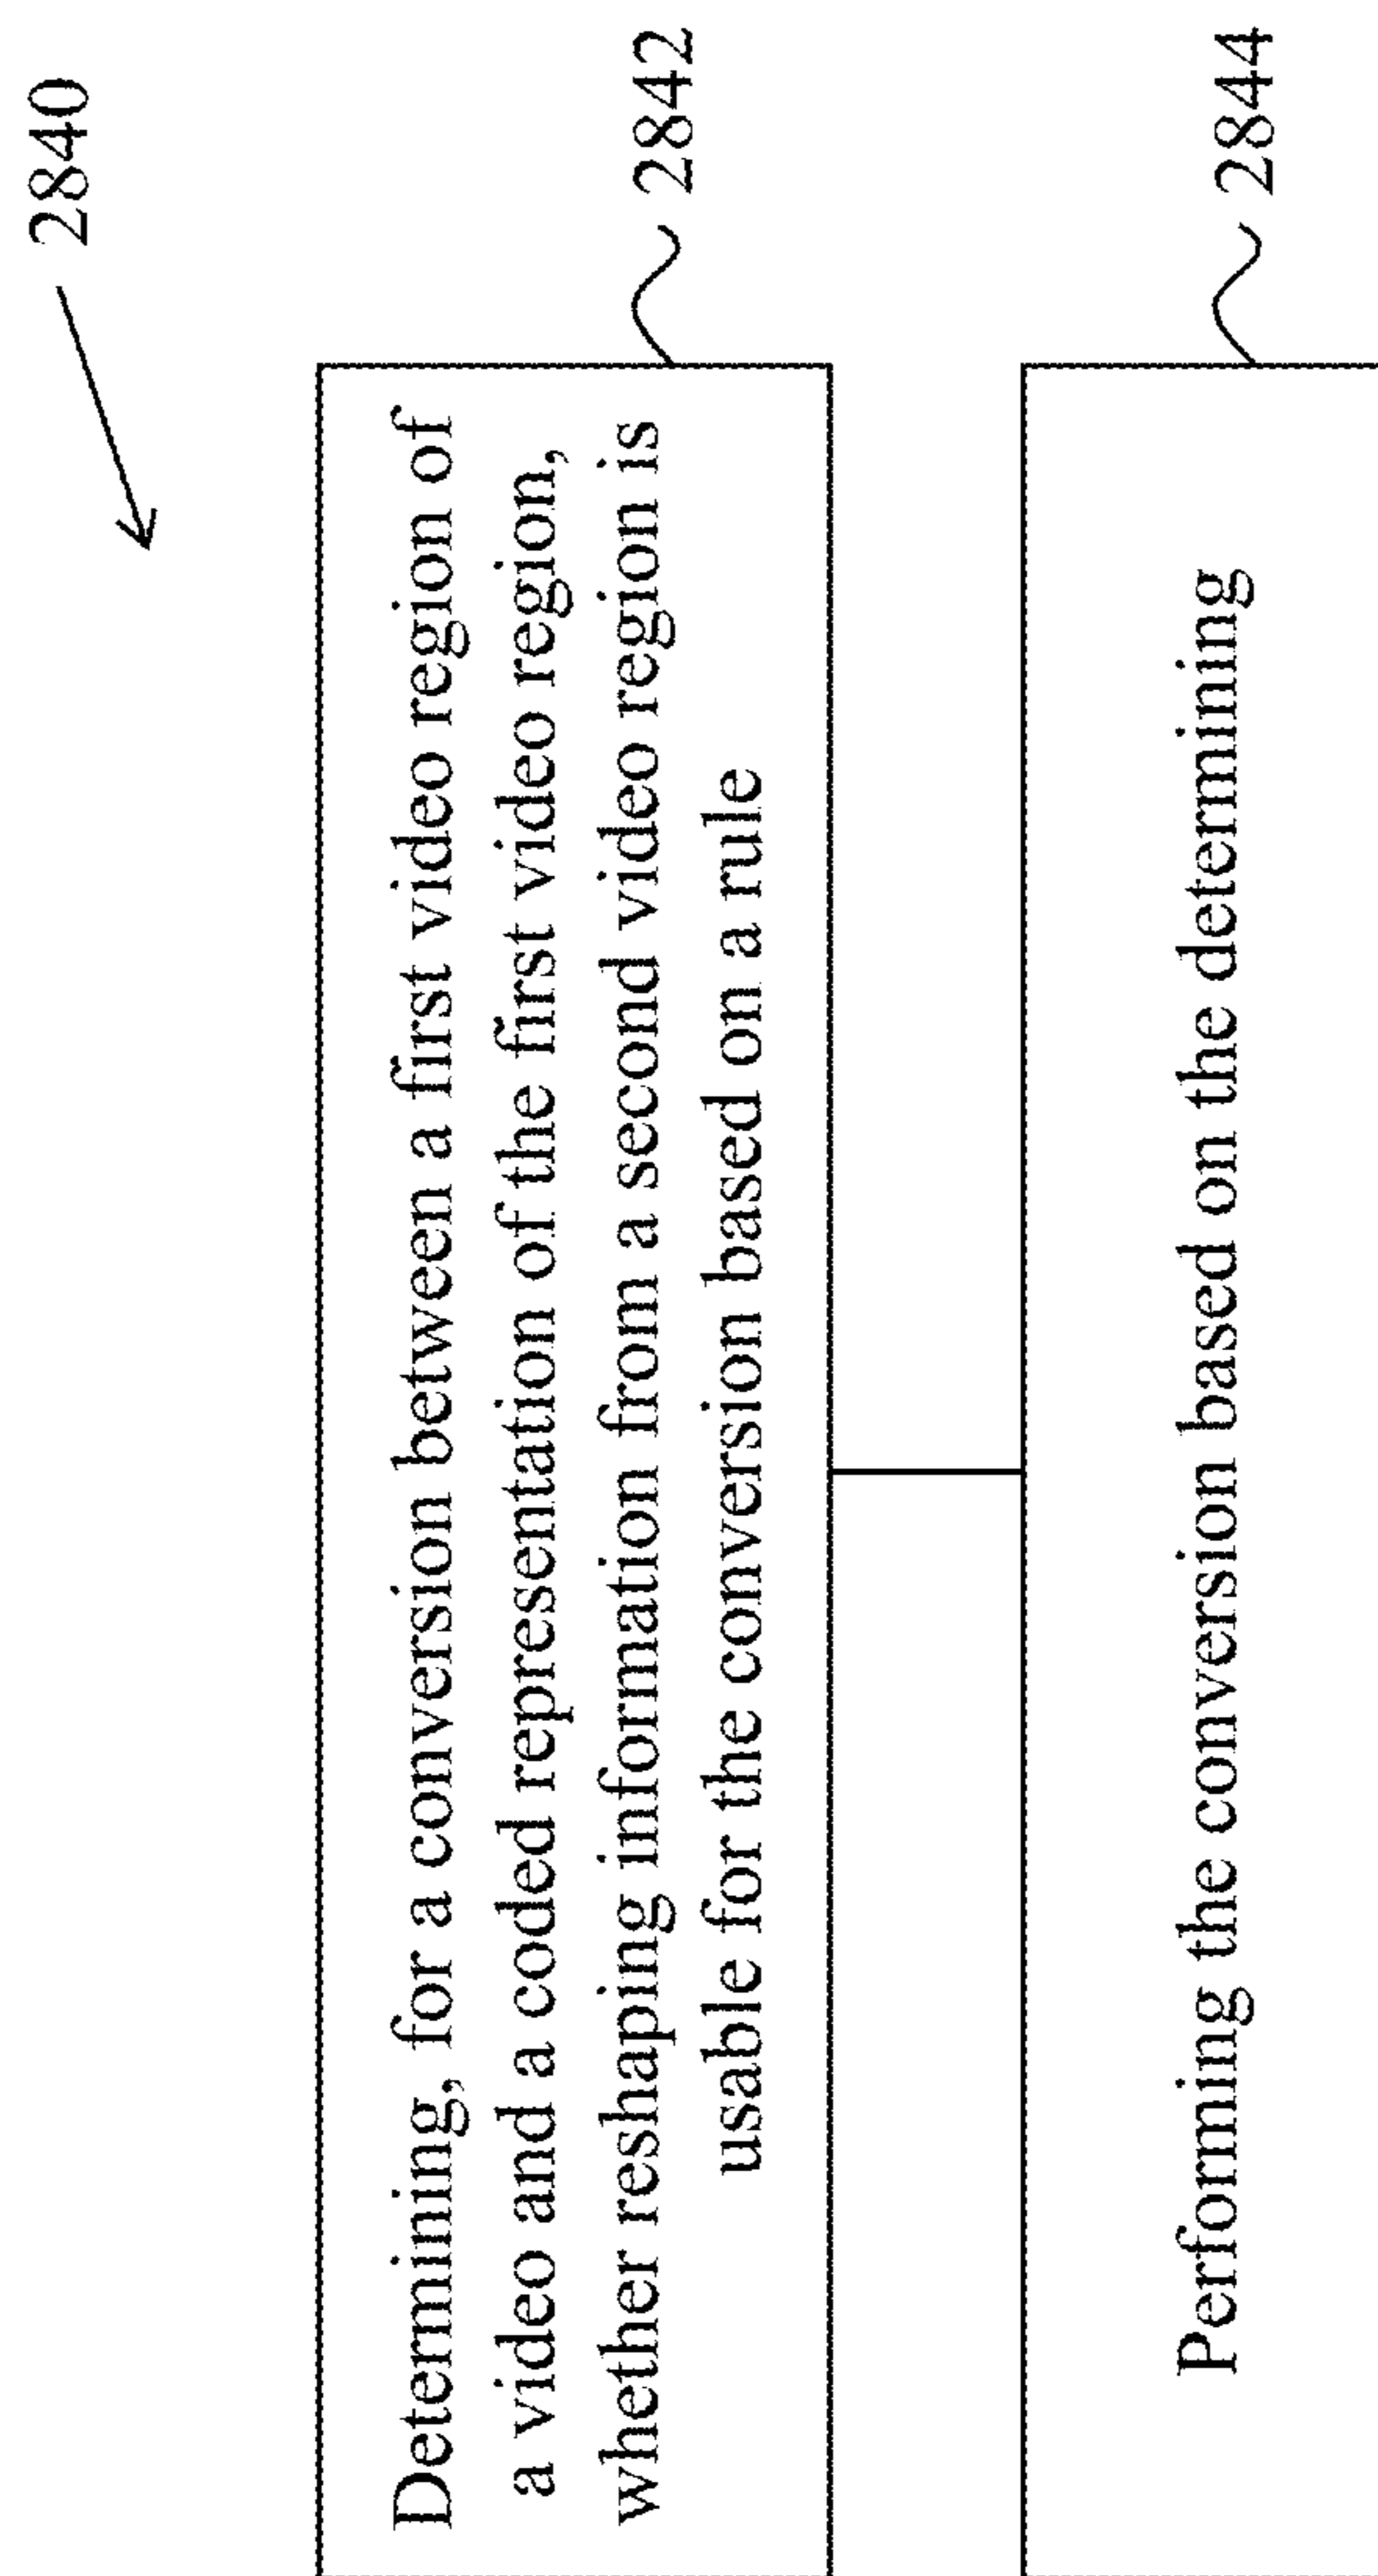 2840
Determining, for a conversion between a first video region of
a video and a coded representation of the first video region,
whether reshaping information from a second video region is
usable for the conversion based on a rule
2842
Performing the conversion based on the determining
2844